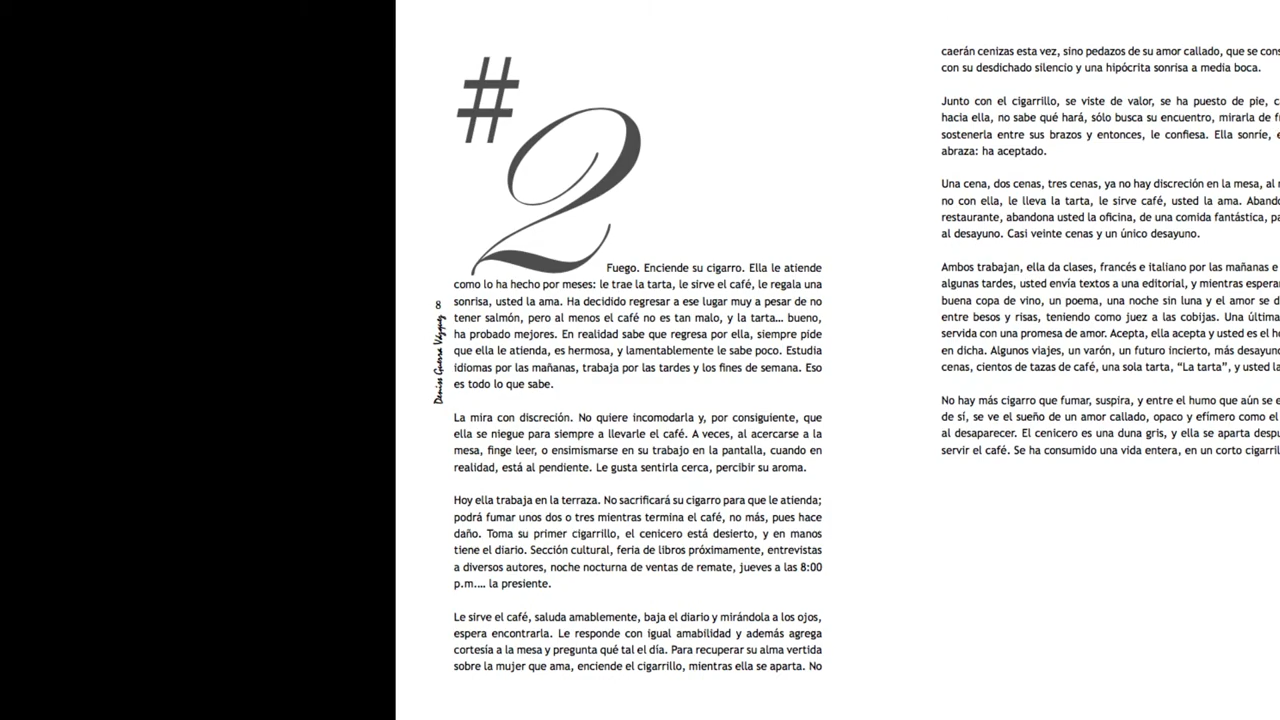 #2
Fuego. Enciende su cigarro. Ella le atiende
como lo ha hecho por meses: le trae la tarta, le sirve el café, le regala una
sonrisa, usted la ama. Ha decidido regresar a ese lugar muy a pesar de no
tener salmón, pero al menos el café no es tan malo, y la tarta... bueno,
ha probado mejores. En realidad sabe que regresa por ella, siempre pide
que ella le atienda, es hermosa, y lamentablemente le sabe poco. Estudia
idiomas por las mañanas, trabaja por las tardes y los fines de semana. Eso
es todo lo que sabe.
La mira con discreción. No quiere incomodarla y, por consiguiente, que
ella se niegue para siempre a llevarle el café. A veces, al acercarse a la
mesa, finge leer, o ensimismarse en su trabajo en la pantalla, cuando en
realidad, está al pendiente. Le gusta sentirla cerca, percibir su aroma.
Hoy ella trabaja en la terraza. No sacrificará su cigarro para que le atienda;
podrá fumar unos dos o tres mientras termina el café, no más, pues hace
daño. Toma su primer cigarrillo, el cenicero está desierto, y en manos
tiene el diario. Sección cultural, feria de libros próximamente, entrevistas
a diversos autores, noche nocturna de ventas de remate, jueves a las 8:00
p.m.... la presiente.
Le sirve el café, saluda amablemente, baja el diario y mirándola a los ojos,
espera encontrarla. Le responde con igual amabilidad y además agrega
cortesía a la mesa y pregunta qué tal el día. Para recuperar su alma vertida
sobre la mujer que ama, enciende el cigarrillo, mientras ella se aparta. No
Deniss Guerra Vázquez 8
caerán cenizas esta vez, sino pedazos de su amor callado, que se
con su desdichado silencio y una hipócrita sonrisa a media boca.
Junto con el cigarrillo, se viste de valor, se ha puesto de pie,
hacia ella, no sabe qué hará, sólo busca su encuentro, mirarla de
sostenerla entre sus brazos y entonces, le confiesa. Ella sonríe,
abraza: ha aceptado.
Una cena, dos cenas, tres cenas, ya no hay discreción en la mesa, al
no con ella, le lleva la tarta, le sirve café, usted la ama.
restaurante, abandona usted la oficina, de una comida fantástica,
al desayuno. Casi veinte cenas y un único desayuno.
Ambos trabajan, ella da clases, francés e italiano por las mañanas e
algunas tardes, usted envía textos a una editorial, y mientras
buena copa de vino, un poema, una noche sin luna y el amor se
entre besos y risas, teniendo como juez a las cobijas. Una
servida con una promesa de amor. Acepta, ella acepta y usted es el
en dicha. Algunos viajes, un varón, un futuro incierto, más
cenas, cientos de tazas de café, una sola tarta, “La tarta”, y usted
No hay más cigarro que fumar, suspira, y entre el humo que aún se
de sí, se ve el sueño de un amor callado, opaco y efímero como el
al desaparecer. El cenicero es una duna gris, y ella se aparta
servir el café. Se ha consumido una vida entera, en un corto